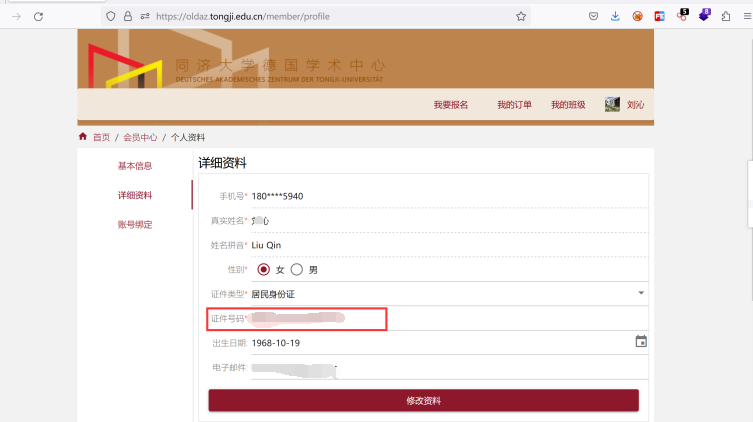 https://oldaz.tongji.edu.cn/member/profile
5
8
同济大学德国学术中心
DEUTSCHES AKADEMISCHES ZENTRUM DER TONGJI-UNIVERSITÄT
我要报名 我的订单 我的班级 刘沁
首页 / 会员中心 / 个人资料
基本信息
详细资料
账号绑定
详细资料
手机号* 180****5940
真实姓名*
姓名拼音* Liu Qin
性别* 女 男
证件类型* 居民身份证
证件号码*
出生日期: 1968-10-19
电子邮件:
修改资料